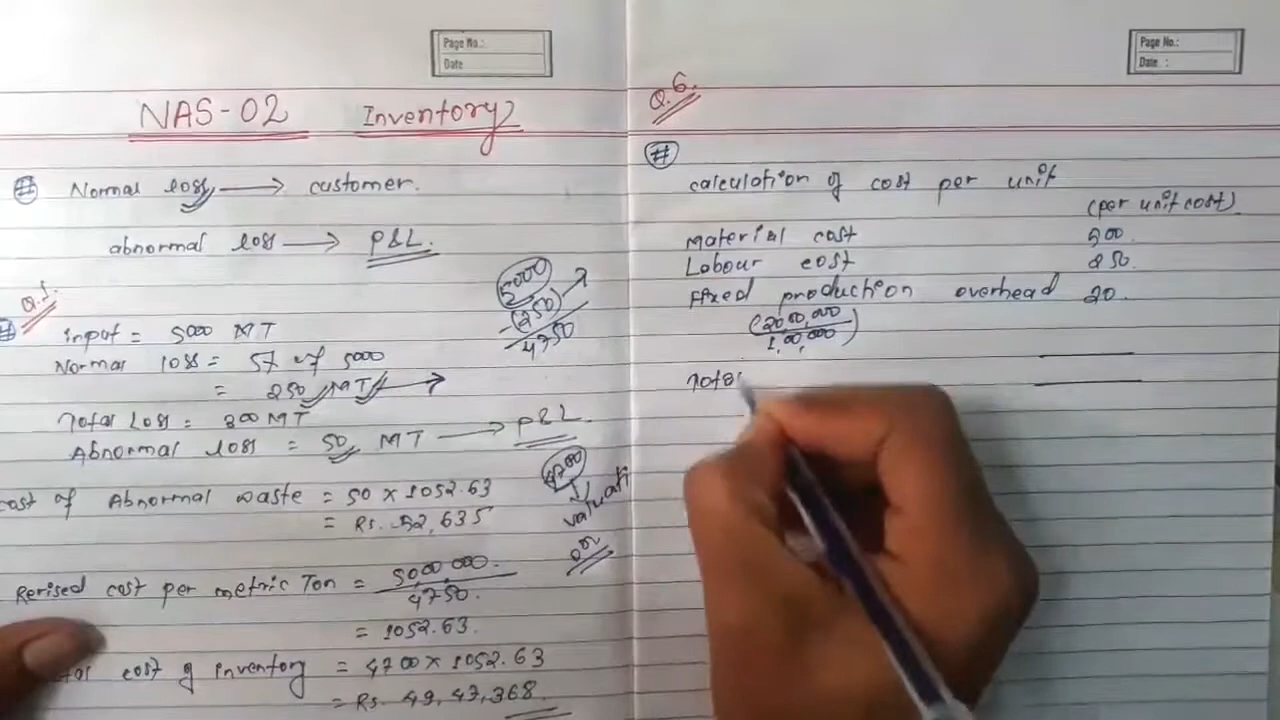 Page No.:
Date
NAS-02 Inventory
# Normal loss → customer.
abnormal loss → P&L.
Q.5.
5000
(250)
4750
input = 5000 MT
Normal loss = 5% of 5000
= 250 MT
Total Loss = 300 MT
Abnormal loss = 50 MT → P&L.
4700
valuati
cost of Abnormal waste = 50 × 1052.63
= Rs. 52,635
Revised cost per metric Ton = 50,00,000.
4750.
= 1052.63.
cost of inventory = 4700 × 1052.63
= Rs. 49,47,368.
Page No.:
Date :
Q.6.
#
calculation of cost per unit
(per unit cost)
Material cost 500.
Labour cost 250.
Fixed production overhead 20.
(20,00,000
1,00,000)
Total